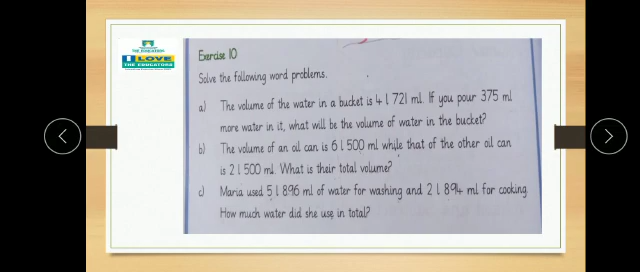 THE EDUCATORS
I LOVE
THE EDUCATORS
Exercise 10
Solve the following word problems.
a) The volume of the water in a bucket is 4 l 721 ml. If you pour 375 ml
more water in it, what will be the volume of water in the bucket?
b) The volume of an oil can is 6 l 500 ml while that of the other oil can
is 2 l 500 ml. What is their total volume?
c) Maria used 5 l 896 ml of water for washing and 2 l 894 ml for cooking.
How much water did she use in total?